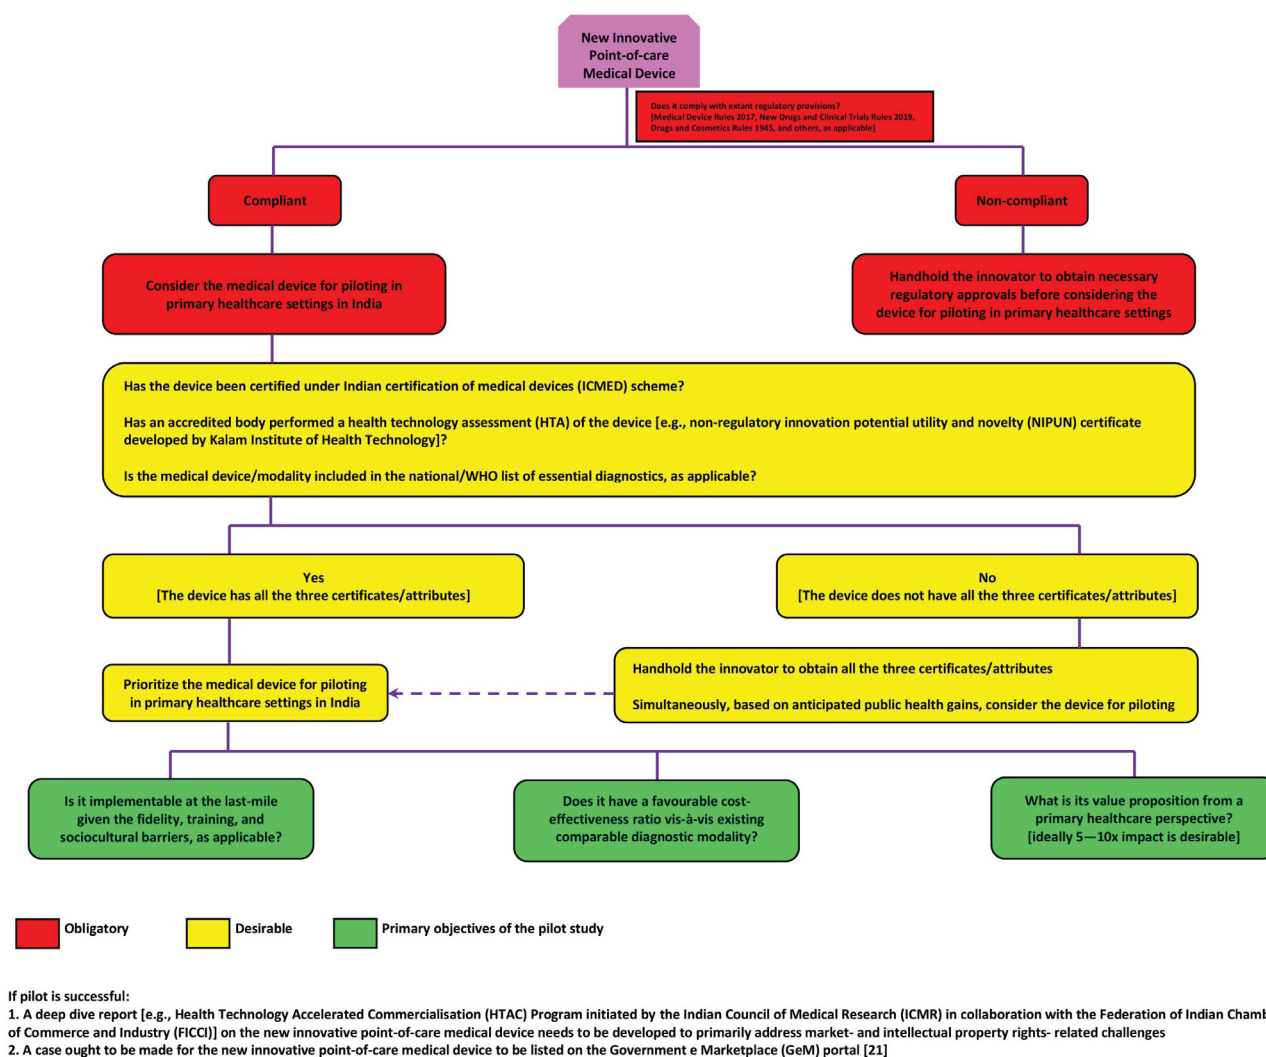 New Innovative
Point-of-care
Medical Device
Does it comply with extant regulatory provisions?
[Medical Device Rules 2017, New Drugs and Clinical Trials Rules 2019,
Drugs and Cosmetics Rules 1945, and others, as applicable]
Compliant
Non-compliant
Consider the medical device for piloting in
primary healthcare settings in India
Handhold the innovator to obtain necessary
regulatory approvals before considering the
device for piloting in primary healthcare settings
Has the device been certified under Indian certification of medical devices (ICMED) scheme?
Has an accredited body performed a health technology assessment (HTA) of the device [e.g., non-regulatory innovation potential utility and novelty (NIPUN) certificate
developed by Kalam Institute of Health Technology]?
Is the medical device/modality included in the national/WHO list of essential diagnostics, as applicable?
Yes
[The device has all the three certificates/attributes]
No
[The device does not have all the three certificates/attributes]
Prioritize the medical device for piloting
in primary healthcare settings in India
Handhold the innovator to obtain all the three certificates/attributes
Simultaneously, based on anticipated public health gains, consider the device for piloting
Is it implementable at the last-mile
given the fidelity, training, and
sociocultural barriers, as applicable?
Does it have a favourable cost-
effectiveness ratio vis-à-vis existing
comparable diagnostic modality?
What is its value proposition from a
primary healthcare perspective?
[ideally 5—10x impact is desirable]
Obligatory
Desirable
Primary objectives of the pilot study
If pilot is successful:
1. A deep dive report [e.g., Health Technology Accelerated Commercialisation (HTAC) Program initiated by the Indian Council of Medical Research (ICMR) in collaboration with the Federation of Indian Chamb
of Commerce and Industry (FICCI)] on the new innovative point-of-care medical device needs to be developed to primarily address market- and intellectual property rights- related challenges
2. A case ought to be made for the new innovative point-of-care medical device to be listed on the Government e Marketplace (GeM) portal [21]